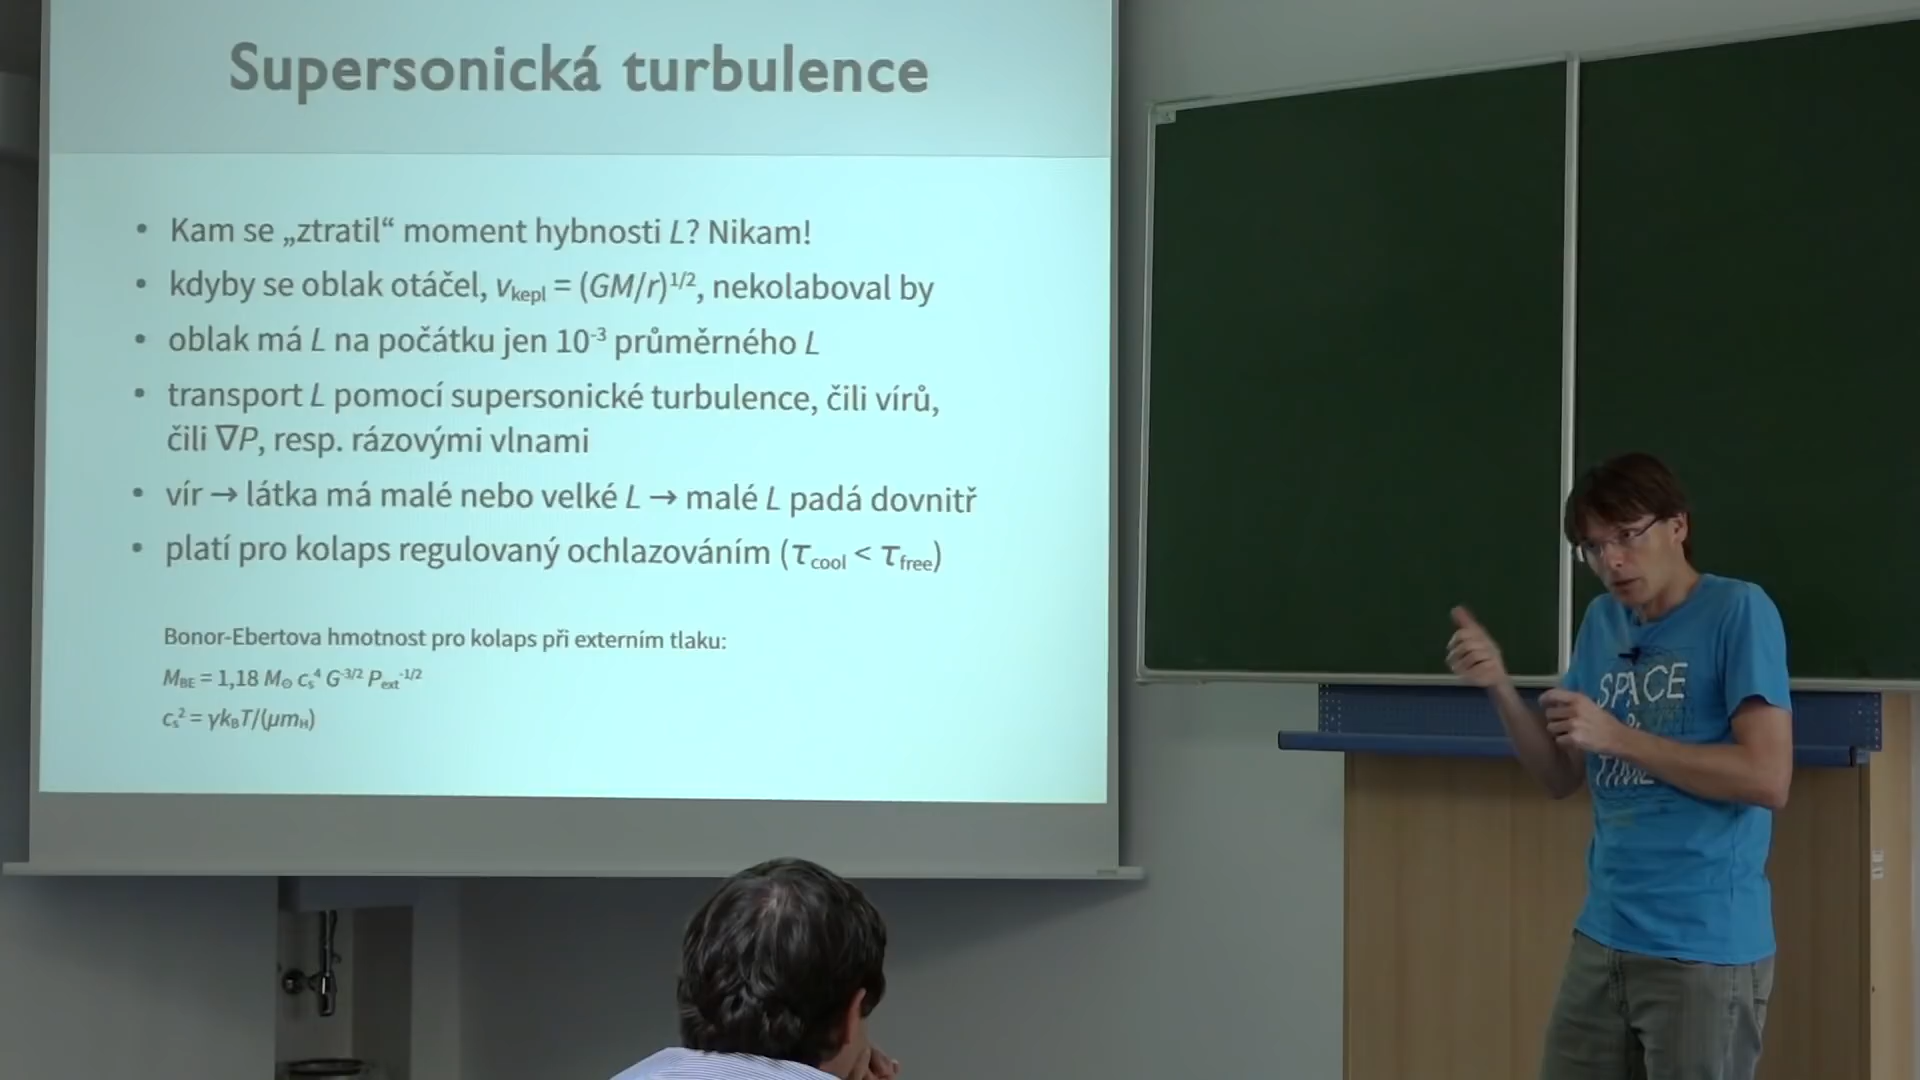 Supersonická turbulence
• Kam se „ztratil“ moment hybnosti L? Nikam!
• kdyby se oblak otáčel, vₖₑₚₗ = (GM/r)¹/², nekolaboval by
• oblak má L na počátku jen 10⁻³ průměrného L
• transport L pomocí supersonické turbulence, čili vírů,
čili ∇P, resp. rázovými vlnami
• vír → látka má malé nebo velké L → malé L padá dovnitř
• platí pro kolaps regulovaný ochlazováním (τcool < τfree)
Bonor-Ebertova hmotnost pro kolaps při externím tlaku:
MBE = 1,18 M⊙ cs⁴ G⁻³/² Pext⁻¹/²
cs² = γkBT/(μmH)
SPACE
&
TIME